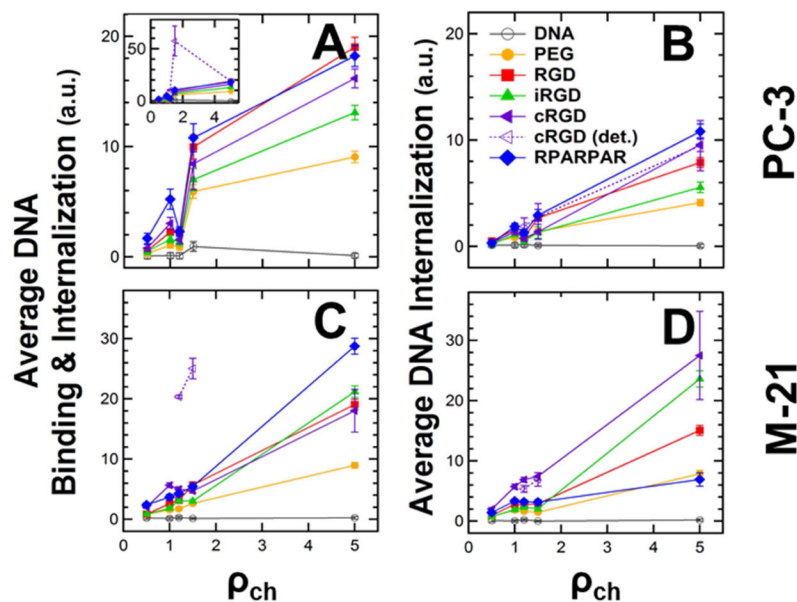 20
10
0
50
0
0
2
4
A
Average DNA
Binding & Internalization (a.u.)
20
10
0
B
DNA
PEG
RGD
iRGD
cRGD
cRGD (det.)
RPARPAR
Average DNA Internalization (a.u.)
PC-3
30
20
10
0
C
0
1
2
3
4
5
ρch
30
20
10
0
D
0
1
2
3
4
5
ρch
M-21